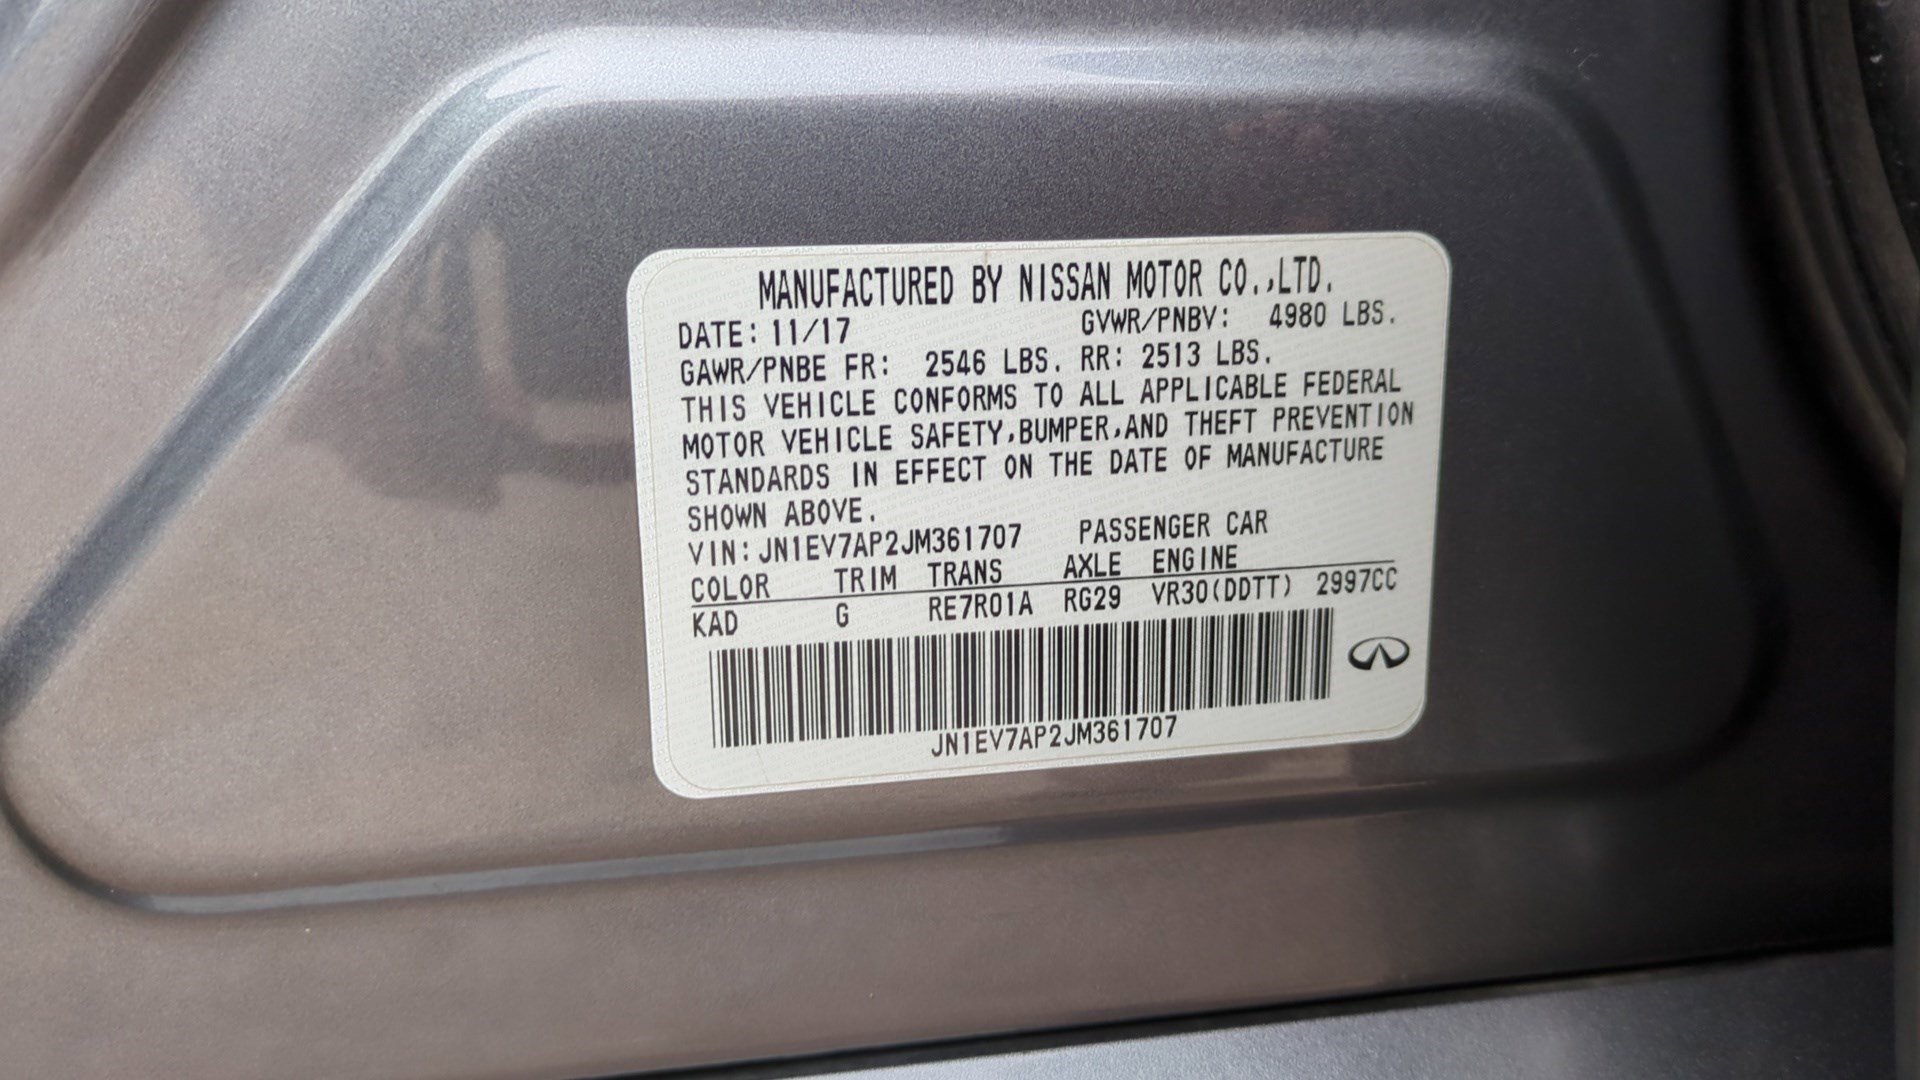 MANUFACTURED BY NISSAN MOTOR CO.,LTD.
DATE: 11/17 GVWR/PNBV: 4980 LBS.
GAWR/PNBE FR: 2546 LBS. RR: 2513 LBS.
THIS VEHICLE CONFORMS TO ALL APPLICABLE FEDERAL
MOTOR VEHICLE SAFETY,BUMPER,AND THEFT PREVENTION
STANDARDS IN EFFECT ON THE DATE OF MANUFACTURE
SHOWN ABOVE.
VIN: JN1EV7AP2JM361707 PASSENGER CAR
COLOR TRIM TRANS AXLE ENGINE
KAD G RE7R01A RG29 VR30(DDTT) 2997CC
JN1EV7AP2JM361707